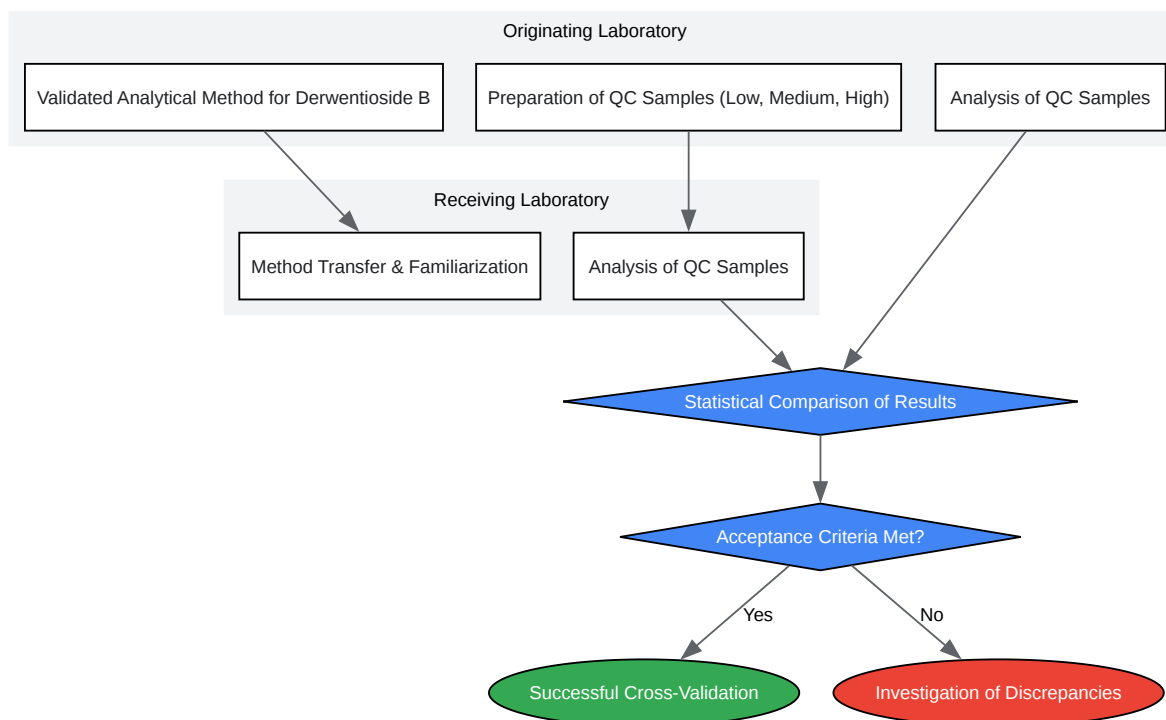 Originating Laboratory
Validated Analytical Method for Derwentioside B
Preparation of QC Samples (Low, Medium, High)
Analysis of QC Samples
Receiving Laboratory
Method Transfer & Familiarization
Analysis of QC Samples
Statistical Comparison of Results
Acceptance Criteria Met?
Yes
No
Successful Cross-Validation
Investigation of Discrepancies